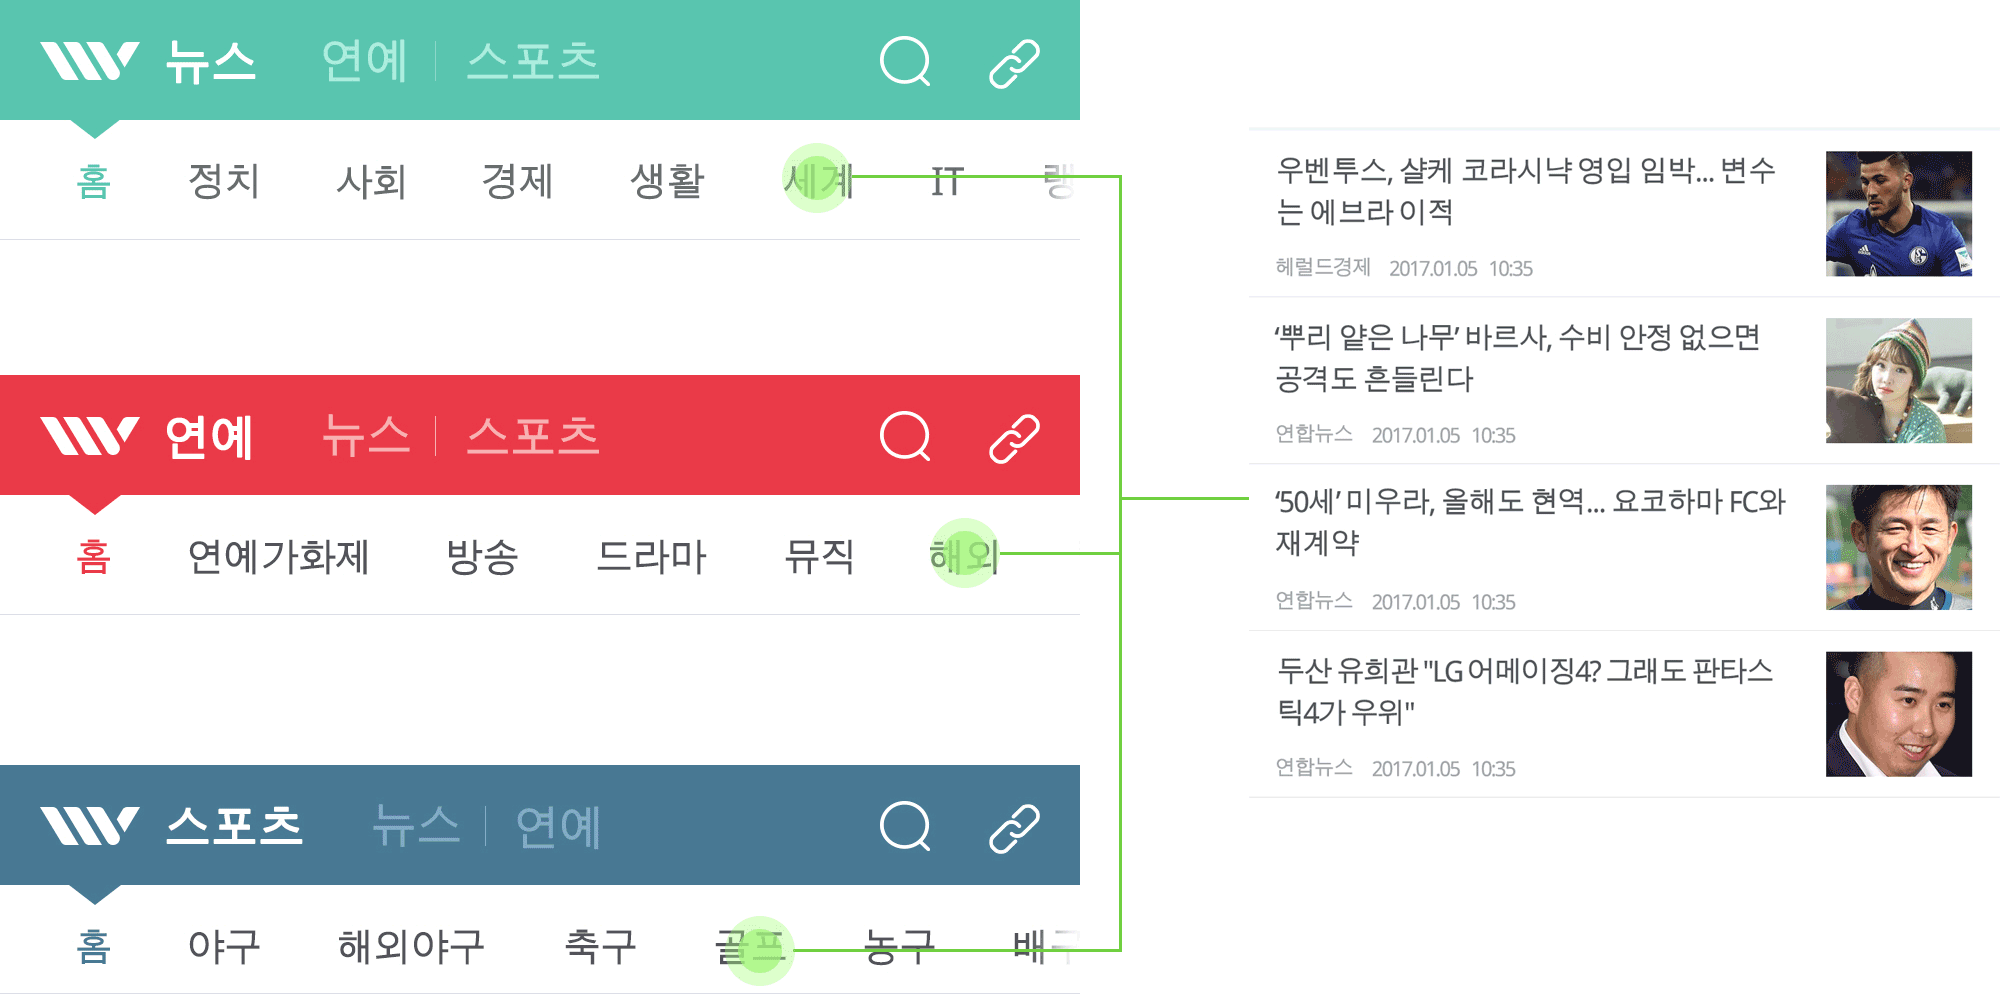 뉴스 연예 스포츠
홈 정치 사회 경제 생활 세계 IT
연예 뉴스 스포츠
홈 연예가화제 방송 드라마 뮤직 해외
스포츠 뉴스 연예
홈 야구 해외야구 축구 골프 농구 배구
우벤투스, 샬케 코라시냑 영입 임박... 변수
는 에브라 이적
헤럴드경제 2017.01.05 10:35
‘뿌리 얕은 나무’ 바르사, 수비 안정 없으면
공격도 흔들린다
연합뉴스 2017.01.05 10:35
‘50세’ 미우라, 올해도 현역... 요코하마 FC와
재계약
연합뉴스 2017.01.05 10:35
두산 유희관 "LG 어메이징4? 그래도 판타스
틱4가 우위"
연합뉴스 2017.01.05 10:35